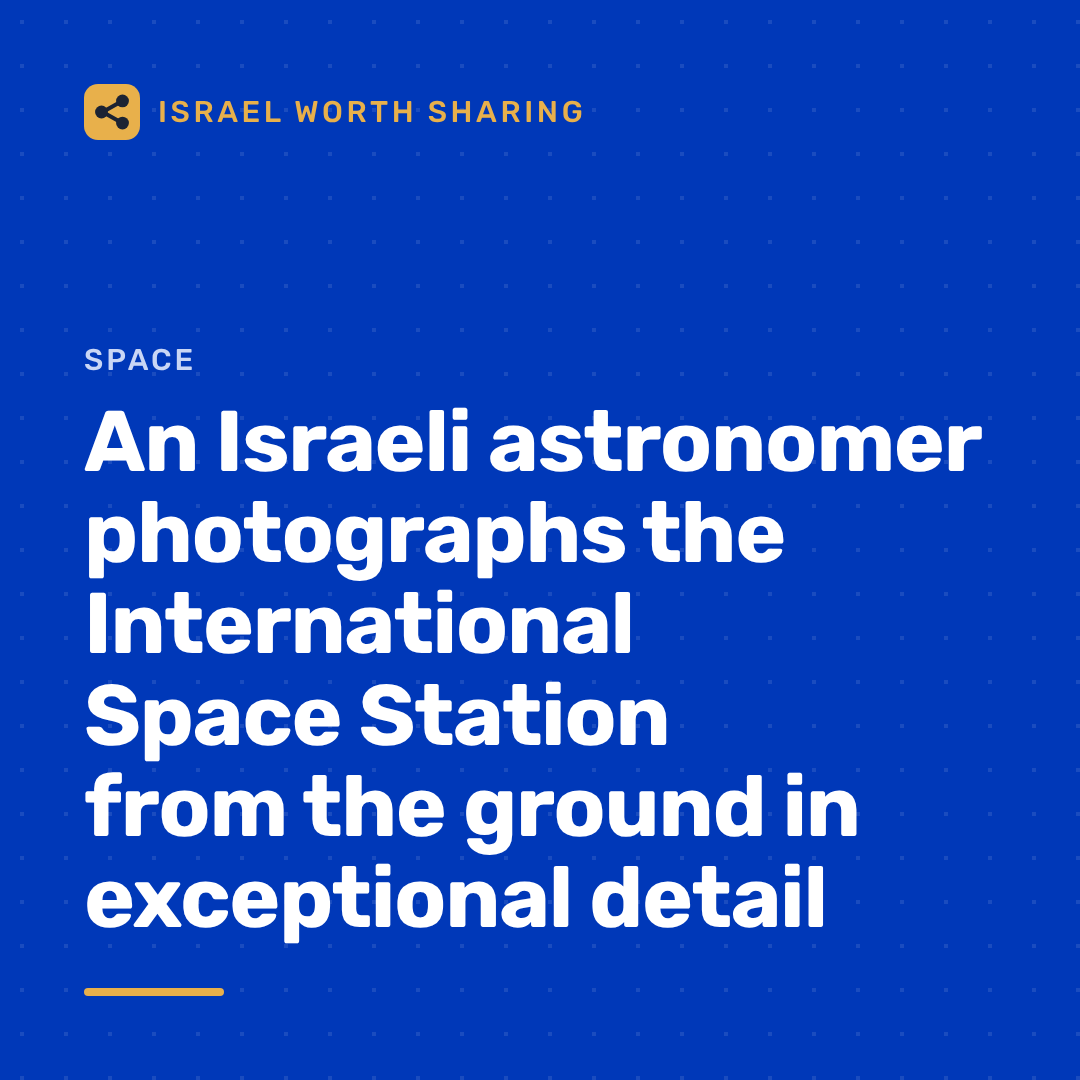 ISRAEL WORTH SHARING
SPACE
An Israeli astronomer
photographs the
International
Space Station
from the ground in
exceptional detail